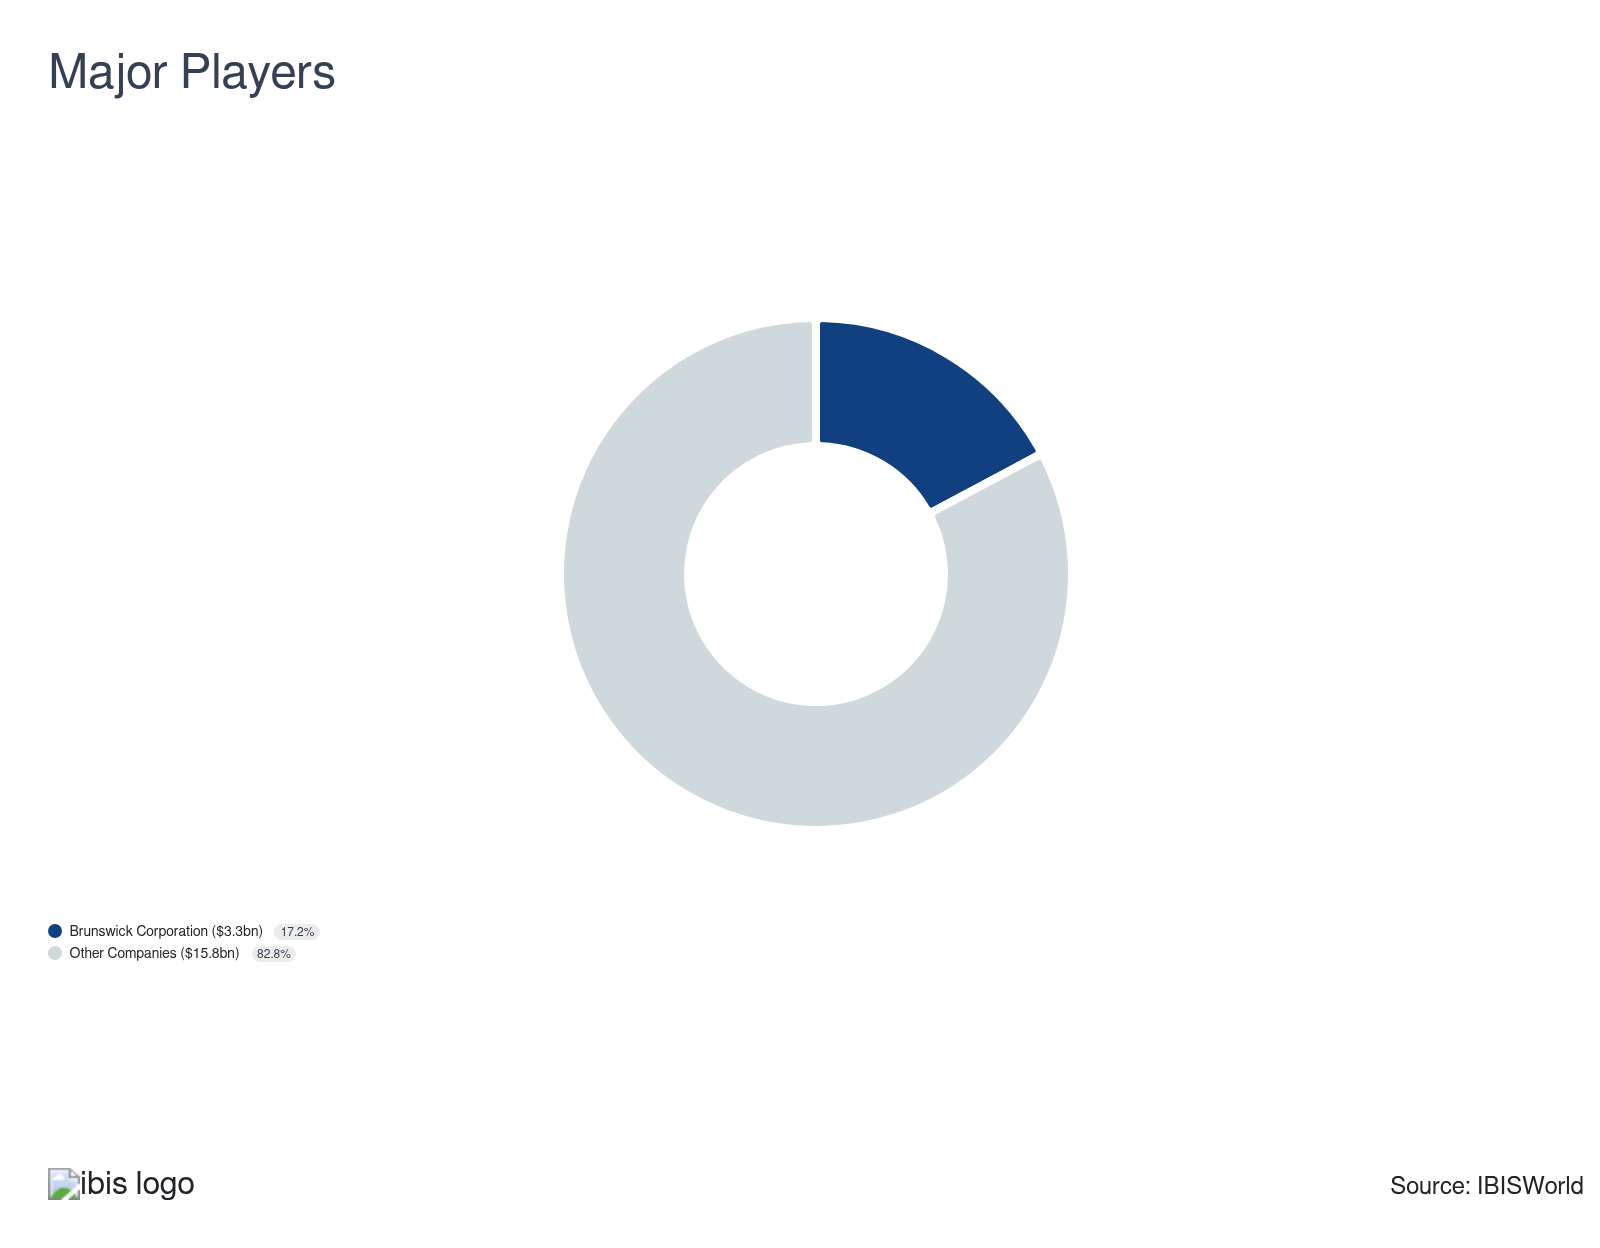 Major Players
Brunswick Corporation ($3.3bn) 17.2%
Other Companies ($15.8bn) 82.8%
ibis logo
Source: IBISWorld